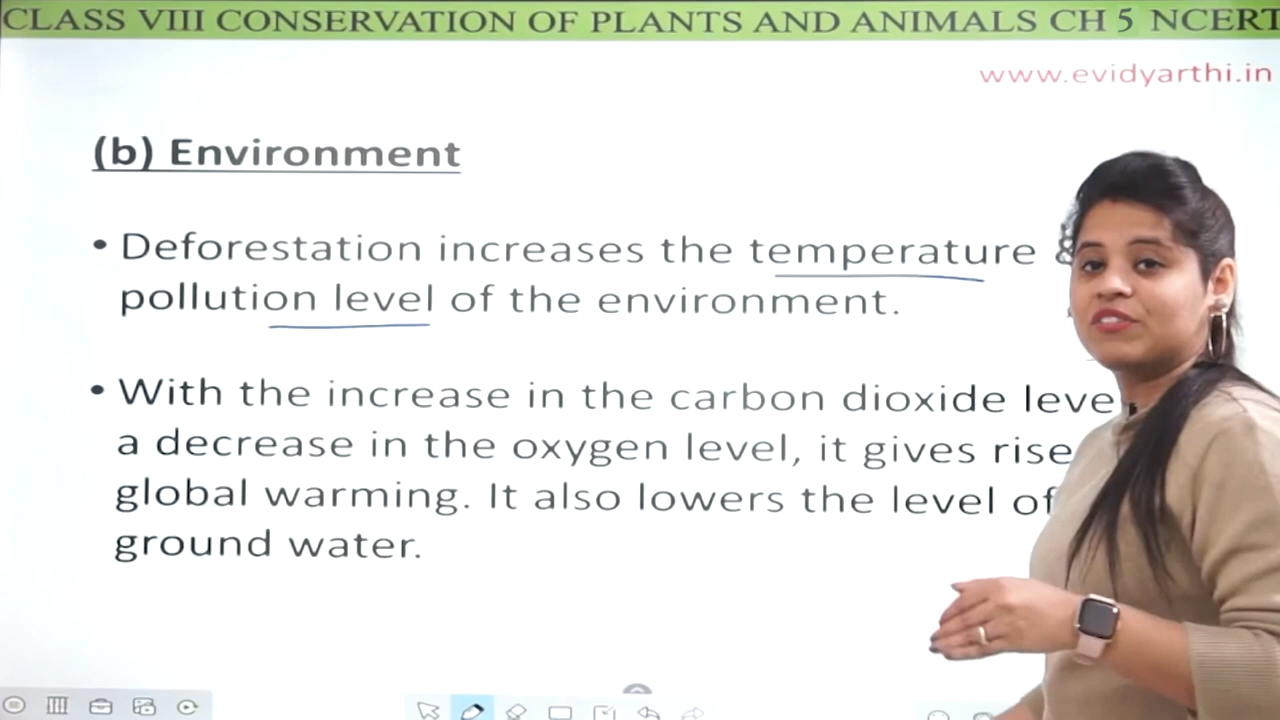 CLASS VIII CONSERVATION OF PLANTS AND ANIMALS CH 5 NCERT
www.evidyarthi.in
(b) Environment
• Deforestation increases the temperature &
pollution level of the environment.
• With the increase in the carbon dioxide leve
a decrease in the oxygen level, it gives rise
global warming. It also lowers the level of
ground water.